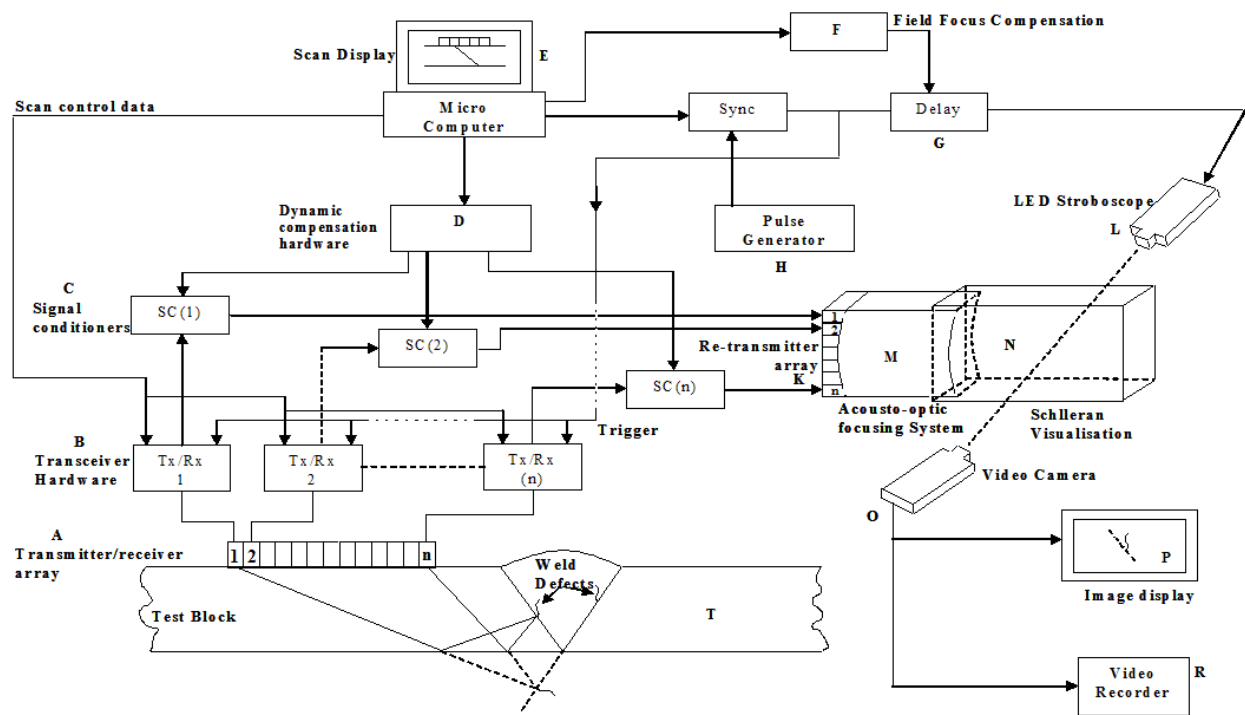 F
Field Focus Compensation
Scan Display
E
Scan control data
Micro
Computer
Sync
Delay
G
LED Stroboscope
L
Dynamic
compensation
hardware
D
Pulse
Generator
H
C
Signal
conditioners
SC(1)
SC(2)
SC(n)
1
2
n
Re-transmitter
array
K
M
N
Acousto-optic
focusing System
Schlleran
Visualisation
B
Transceiver
Hardware
Tx/Rx
1
Tx/Rx
2
Tx/Rx
(n)
Trigger
Video Camera
O
A
Transmitter/receiver
array
1 2 n
Weld
Defects
Test Block
T
P
Image display
Video
Recorder
R